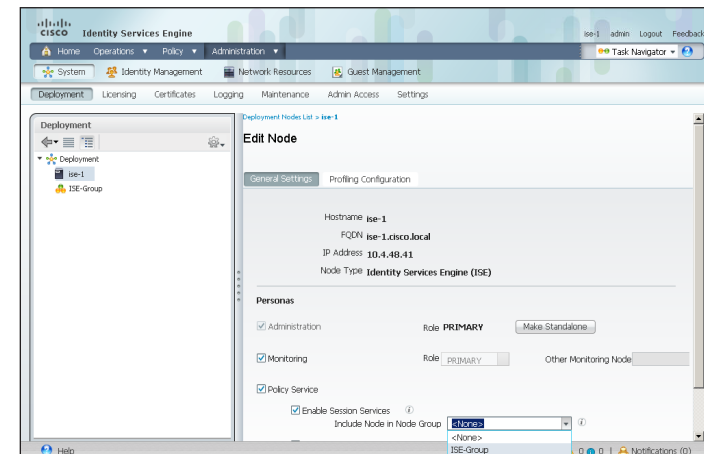 CISCO Identity Services Engine
ise-1 admin Logout Feedback
Home Operations ▼ Policy ▼ Administration ▼
Task Navigator ▼
System Identity Management Network Resources Guest Management
Deployment Licensing Certificates Logging Maintenance Admin Access Settings
Deployment
Deployment
ise-1
ISE-Group
Deployment Nodes List > ise-1
Edit Node
General Settings Profiling Configuration
Hostname ise-1
FQDN ise-1.cisco.local
IP Address 10.4.48.41
Node Type Identity Services Engine (ISE)
Personas
Administration Role PRIMARY Make Standalone
Monitoring Role PRIMARY Other Monitoring Node
Policy Service
Enable Session Services
Include Node in Node Group <None>
<None>
ISE-Group
Help
0 0 | Notifications (0)